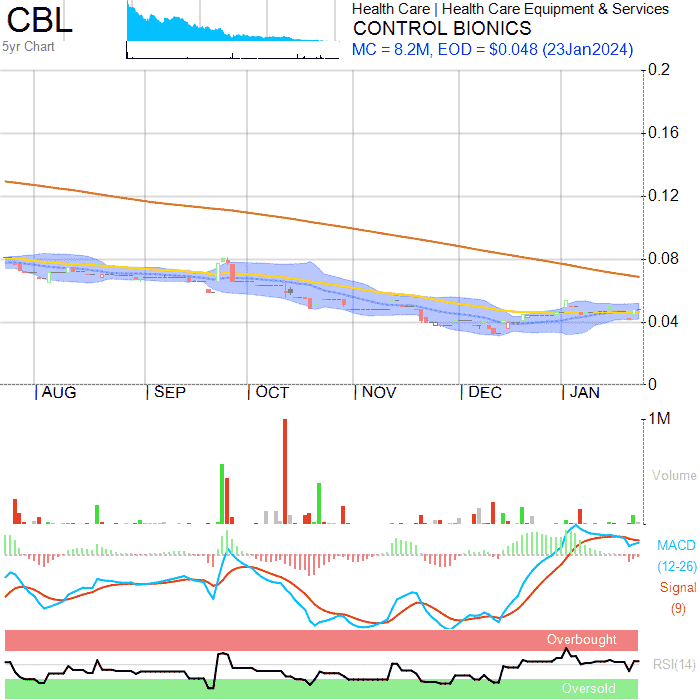 CBL
5yr Chart
Health Care | Health Care Equipment & Services
CONTROL BIONICS
MC = 8.2M, EOD = $0.048 (23Jan2024)
0.2
0.16
0.12
0.08
0.04
0
AUG SEP OCT NOV DEC JAN
1M
Volume
MACD
(12-26)
Signal
(9)
Overbought
RSI(14)
Oversold